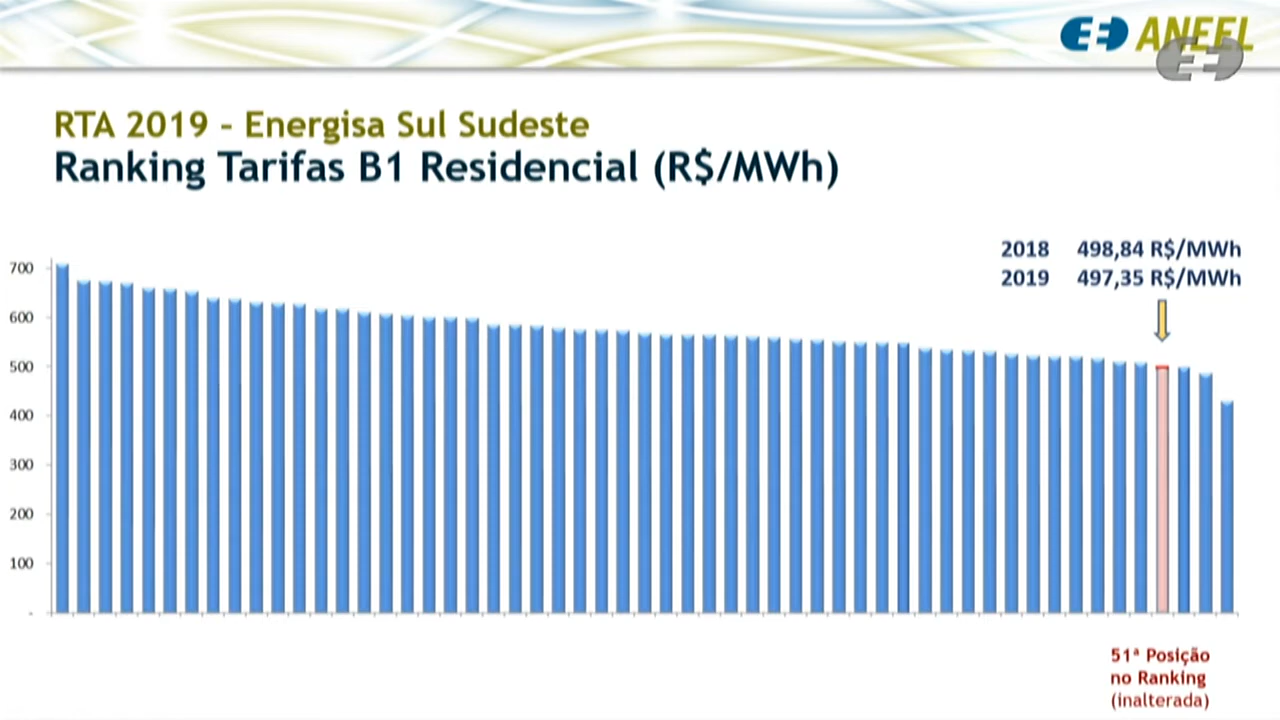 ANEEL
RTA 2019 – Energisa Sul Sudeste
Ranking Tarifas B1 Residencial (R$/MWh)
2018 498,84 R$/MWh
2019 497,35 R$/MWh
700
600
500
400
300
200
100
-
51ª Posição
no Ranking
(inalterada)